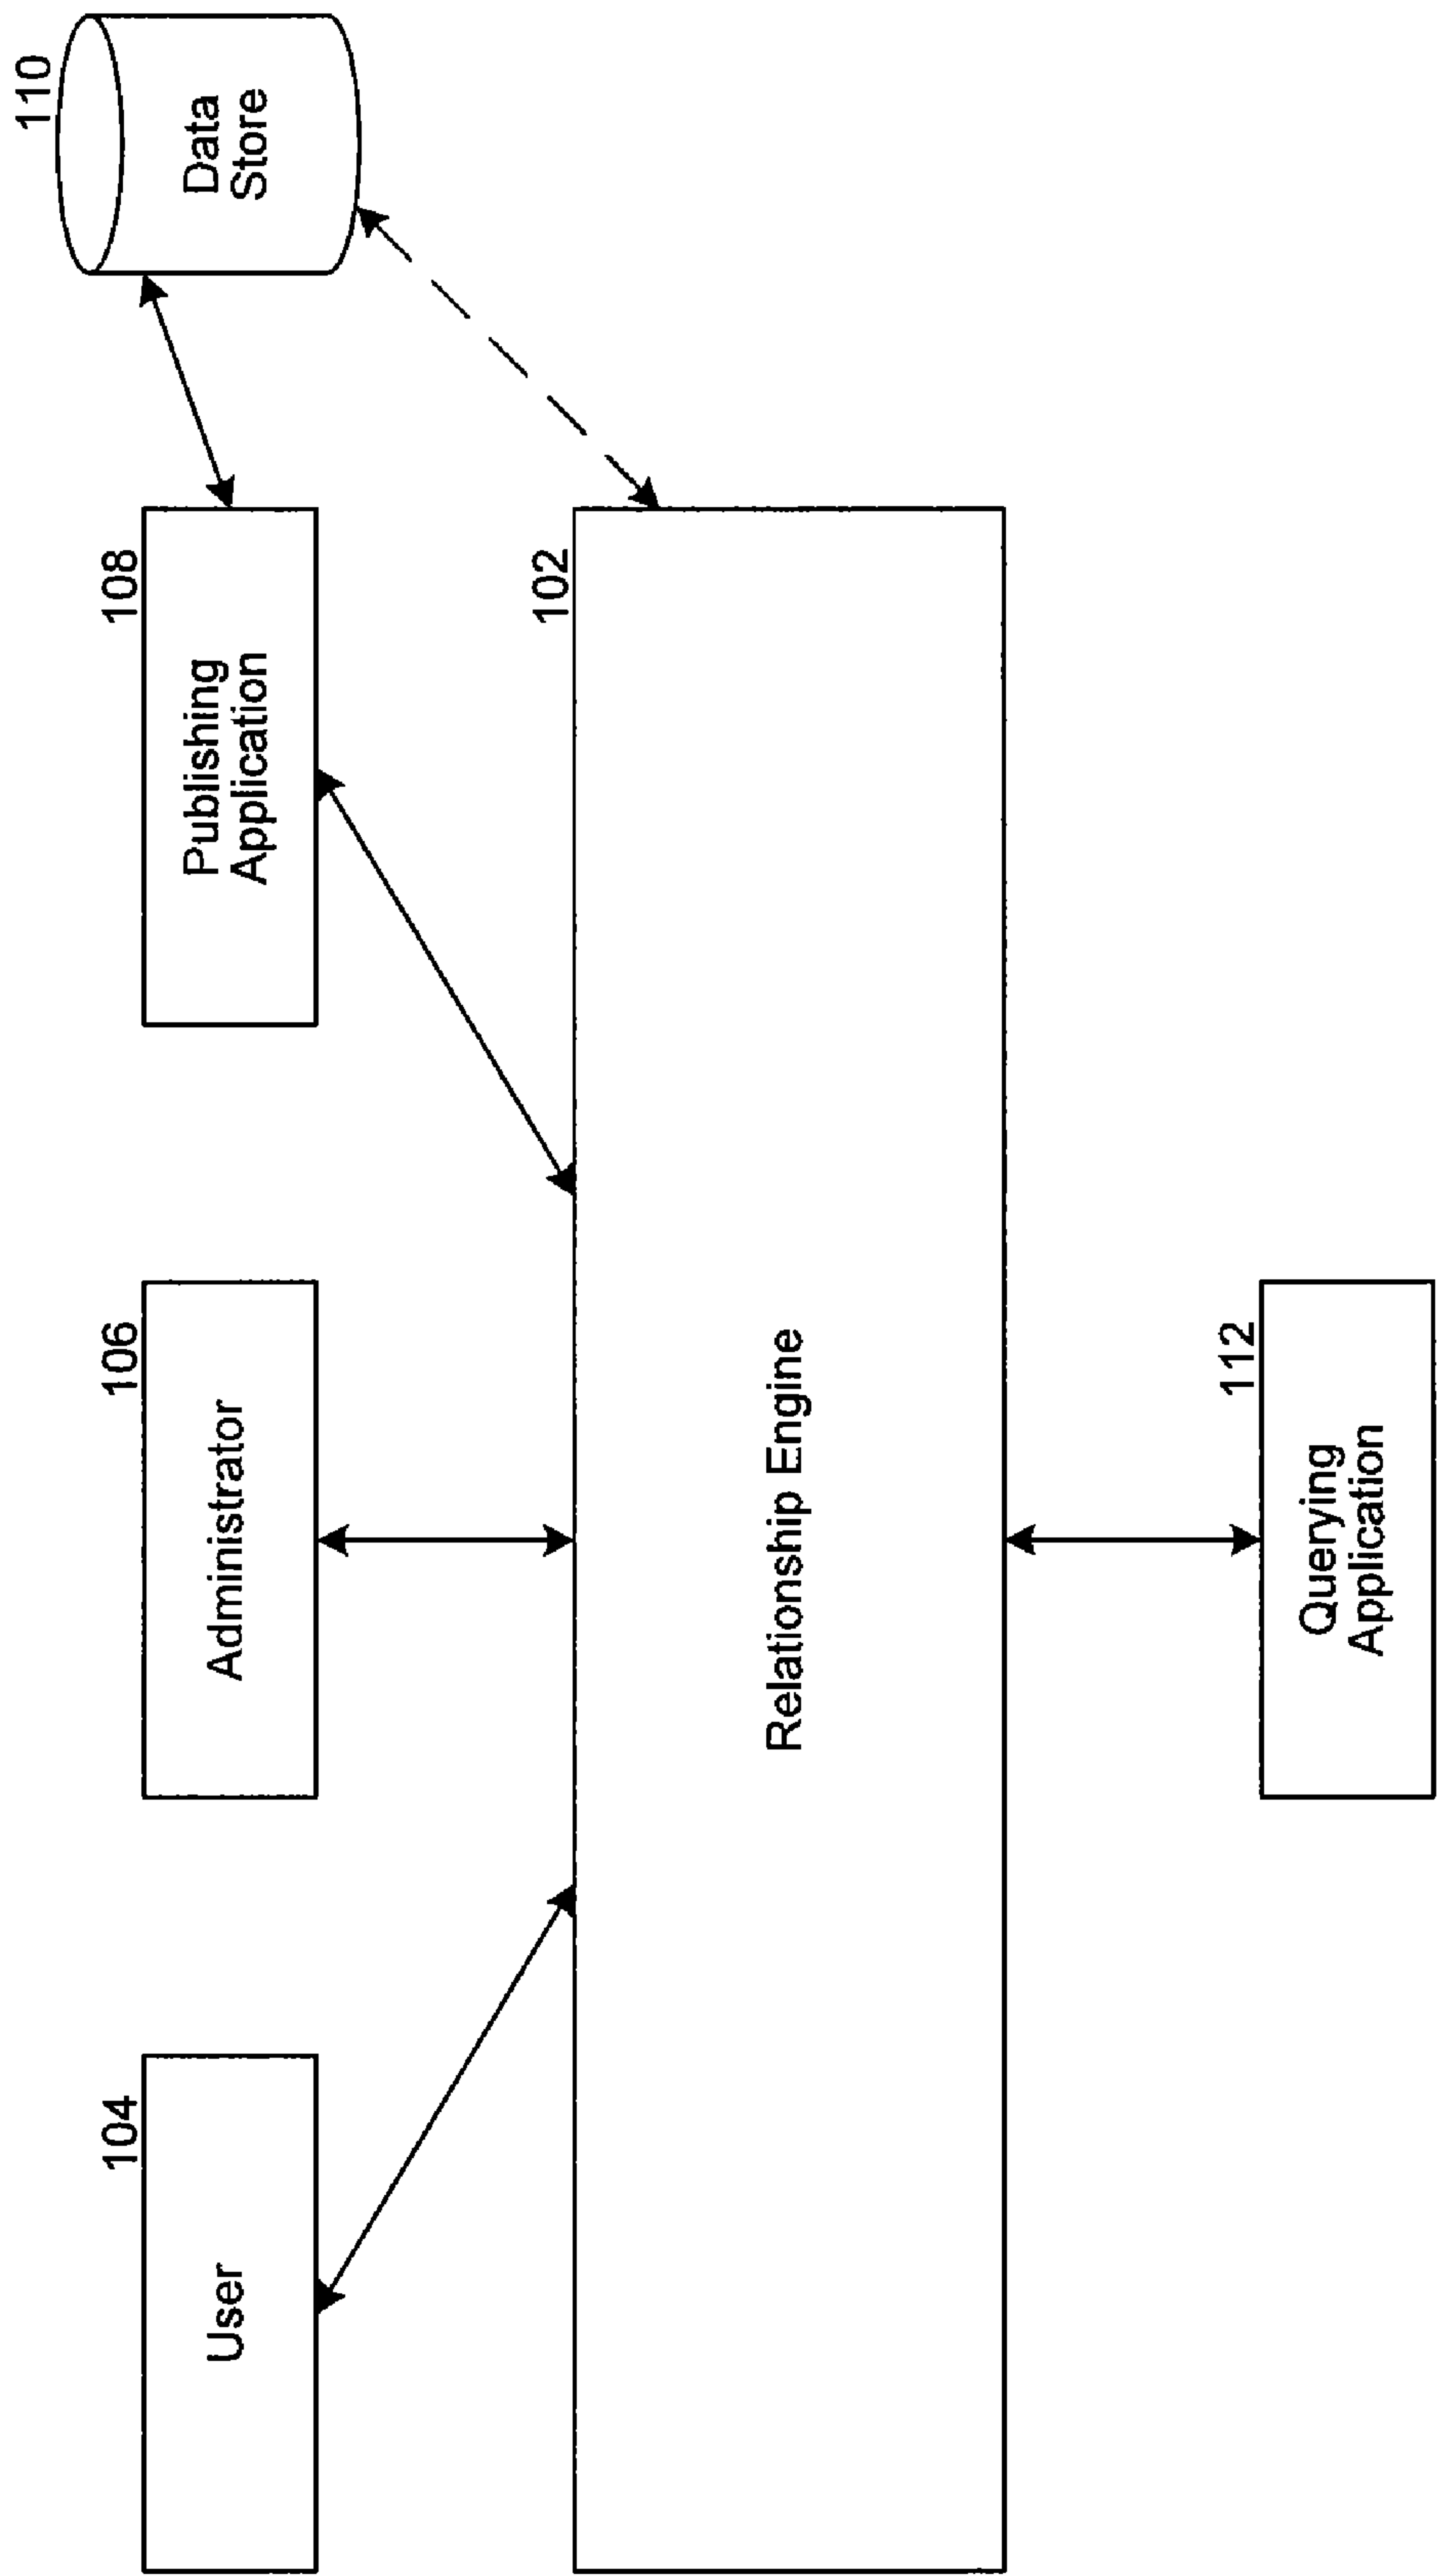 104
User
106
Administrator
108
Publishing
Application
110
Data
Store
102
Relationship Engine
112
Querying
Application